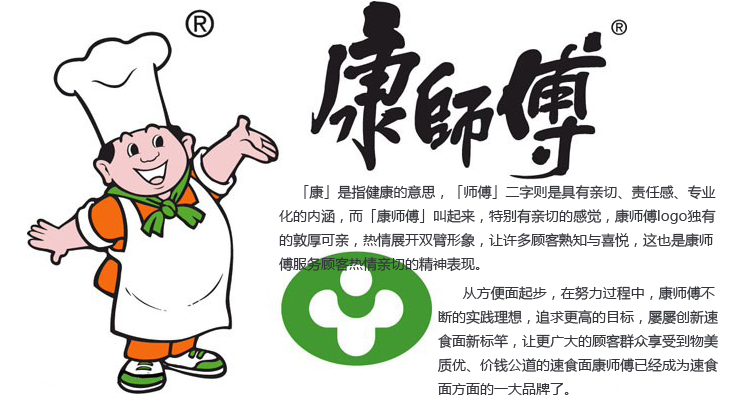 ®
康師傅®
「康」是指健康的意思，「师傅」二字则是具有亲切、责任感、专业
化的内涵，而「康师傅」叫起来，特别有亲切的感觉，康师傅logo独有
的敦厚可亲，热情展开双臂形象，让许多顾客熟知与喜悦，这也是康师
傅服务顾客热情亲切的精神表现。
从方便面起步，在努力过程中，康师傅不
断的实践理想，追求更高的目标，屡屡创新速
食面新标竿，让更广大的顾客群众享受到物美
质优、价钱公道的速食面康师傅已经成为速食
面方面的一大品牌了。